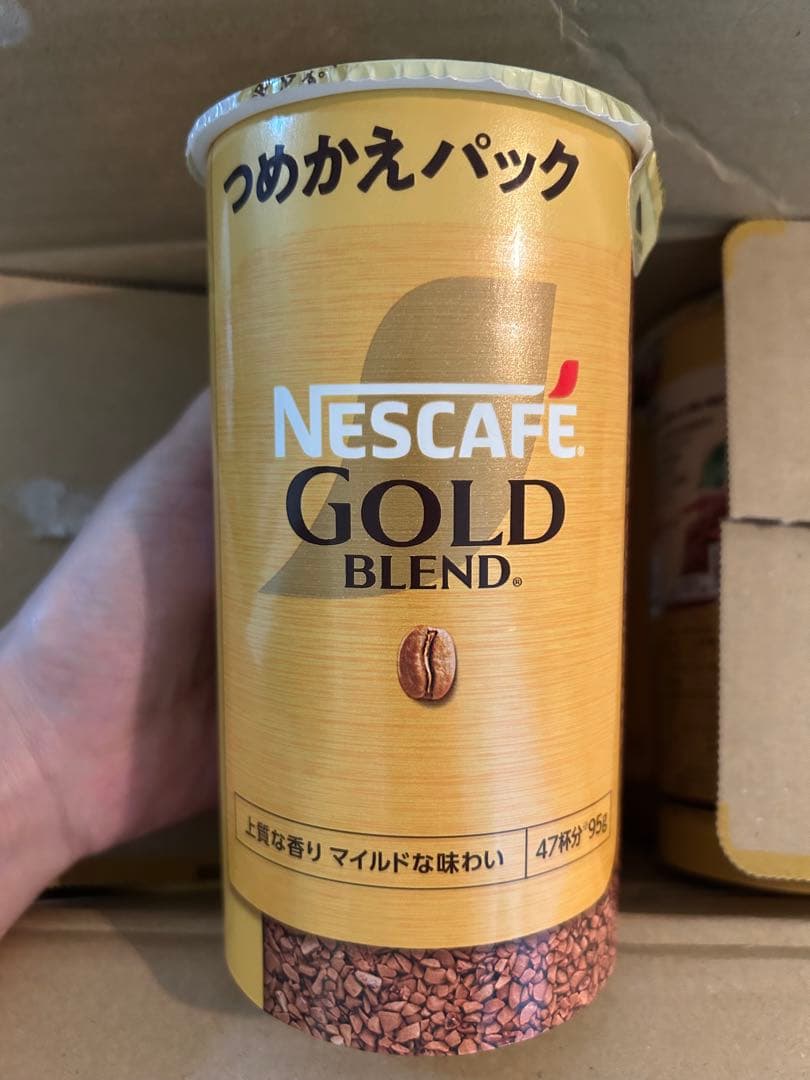 つめかえパック
NESCAFÉ®
GOLD
BLEND®
上質な香り マイルドな味わい
47杯分※95g